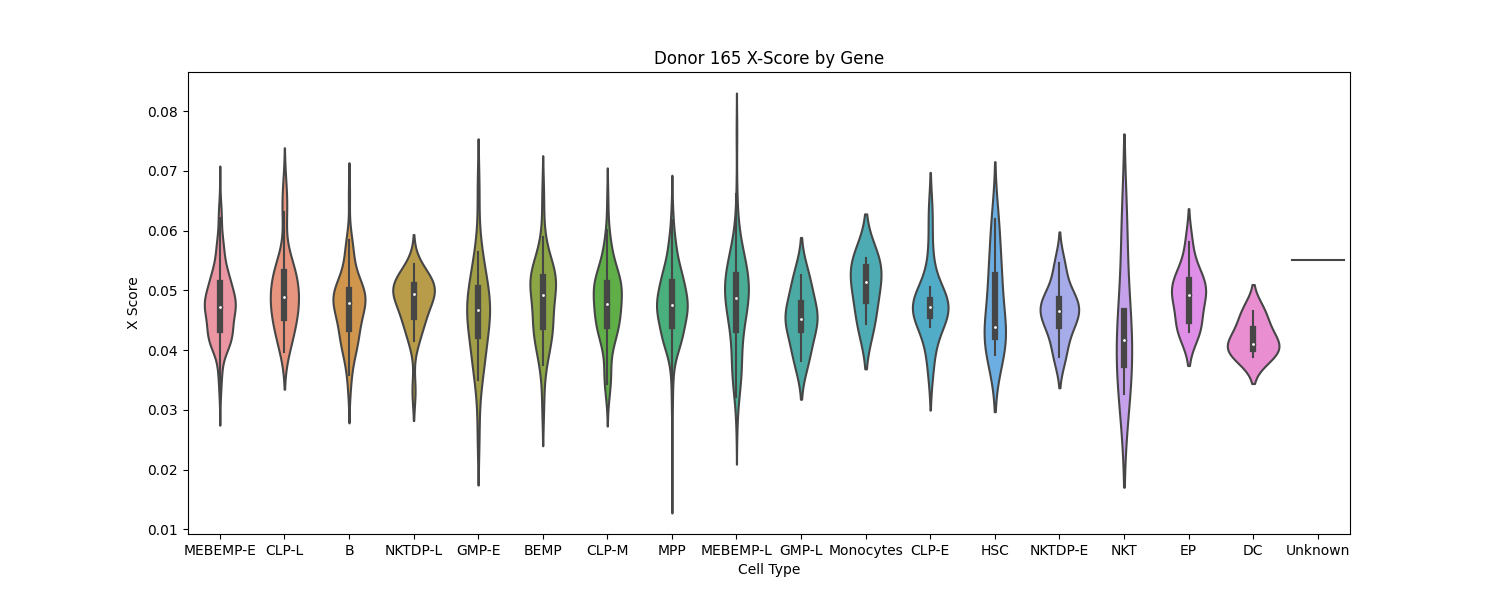 Donor 165 X-Score by Gene
X Score
0.08
0.07
0.06
0.05
0.04
0.03
0.02
0.01
MEBEMP-E CLP-L B NKTDP-L GMP-E BEMP CLP-M MPP MEBEMP-L GMP-L Monocytes CLP-E HSC NKTDP-E NKT EP DC Unknown
Cell Type